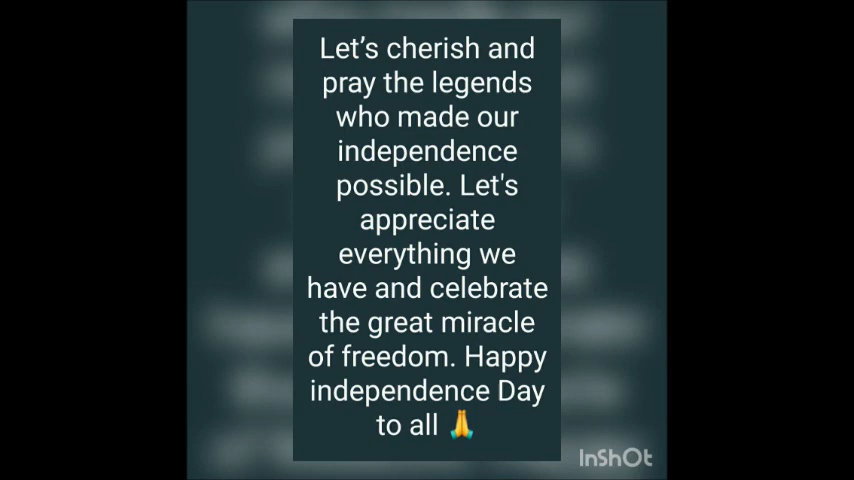 Let’s cherish and
pray the legends
who made our
independence
possible. Let's
appreciate
everything we
have and celebrate
the great miracle
of freedom. Happy
independence Day
to all 🙏
InShOt